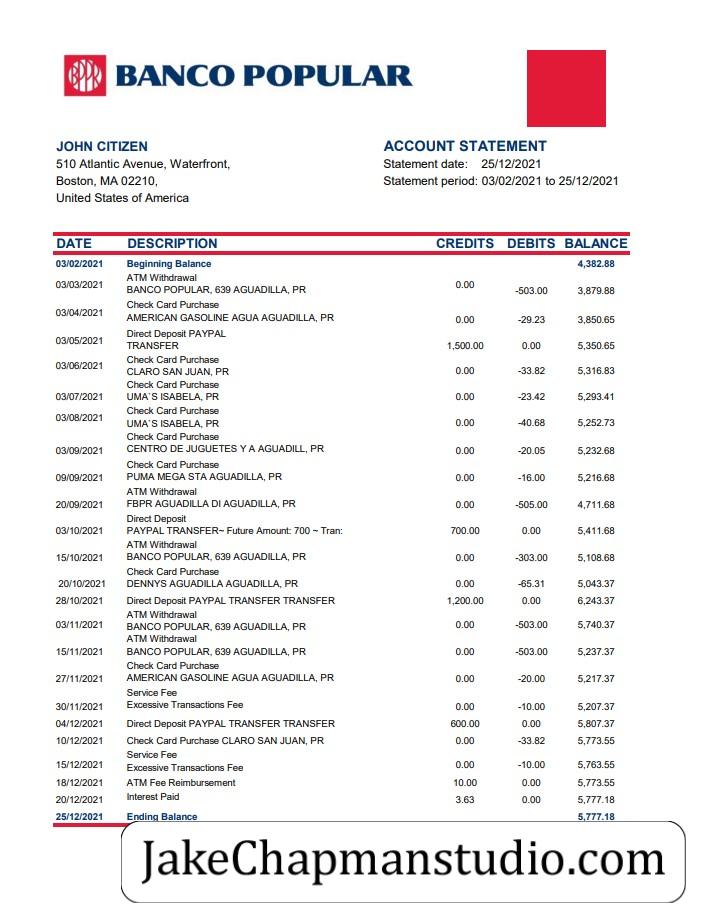 BPPR BANCO POPULAR
JOHN CITIZEN
510 Atlantic Avenue, Waterfront,
Boston, MA 02210,
United States of America
ACCOUNT STATEMENT
Statement date: 25/12/2021
Statement period: 03/02/2021 to 25/12/2021
DATE DESCRIPTION CREDITS DEBITS BALANCE
03/02/2021 Beginning Balance 4,382.88
ATM Withdrawal
03/03/2021 BANCO POPULAR, 639 AGUADILLA, PR 0.00 -503.00 3,879.88
Check Card Purchase
03/04/2021 AMERICAN GASOLINE AGUA AGUADILLA, PR 0.00 -29.23 3,850.65
Direct Deposit PAYPAL
03/05/2021 TRANSFER 1,500.00 0.00 5,350.65
Check Card Purchase
03/06/2021 CLARO SAN JUAN, PR 0.00 -33.82 5,316.83
Check Card Purchase
03/07/2021 UMA`S ISABELA, PR 0.00 -23.42 5,293.41
Check Card Purchase
03/08/2021 UMA`S ISABELA, PR 0.00 -40.68 5,252.73
Check Card Purchase
03/09/2021 CENTRO DE JUGUETES Y A AGUADILL, PR 0.00 -20.05 5,232.68
Check Card Purchase
09/09/2021 PUMA MEGA STA AGUADILLA, PR 0.00 -16.00 5,216.68
ATM Withdrawal
20/09/2021 FBPR AGUADILLA DI AGUADILLA, PR 0.00 -505.00 4,711.68
Direct Deposit
03/10/2021 PAYPAL TRANSFER~ Future Amount: 700 ~ Tran: 700.00 0.00 5,411.68
ATM Withdrawal
15/10/2021 BANCO POPULAR, 639 AGUADILLA, PR 0.00 -303.00 5,108.68
Check Card Purchase
20/10/2021 DENNYS AGUADILLA AGUADILLA, PR 0.00 -65.31 5,043.37
28/10/2021 Direct Deposit PAYPAL TRANSFER TRANSFER 1,200.00 0.00 6,243.37
ATM Withdrawal
03/11/2021 BANCO POPULAR, 639 AGUADILLA, PR 0.00 -503.00 5,740.37
ATM Withdrawal
15/11/2021 BANCO POPULAR, 639 AGUADILLA, PR 0.00 -503.00 5,237.37
Check Card Purchase
27/11/2021 AMERICAN GASOLINE AGUA AGUADILLA, PR 0.00 -20.00 5,217.37
Service Fee
30/11/2021 Excessive Transactions Fee 0.00 -10.00 5,207.37
04/12/2021 Direct Deposit PAYPAL TRANSFER TRANSFER 600.00 0.00 5,807.37
10/12/2021 Check Card Purchase CLARO SAN JUAN, PR 0.00 -33.82 5,773.55
Service Fee
15/12/2021 Excessive Transactions Fee 0.00 -10.00 5,763.55
18/12/2021 ATM Fee Reimbursement 10.00 0.00 5,773.55
20/12/2021 Interest Paid 3.63 0.00 5,777.18
25/12/2021 Ending Balance 5,777.18
JakeChapmanstudio.com